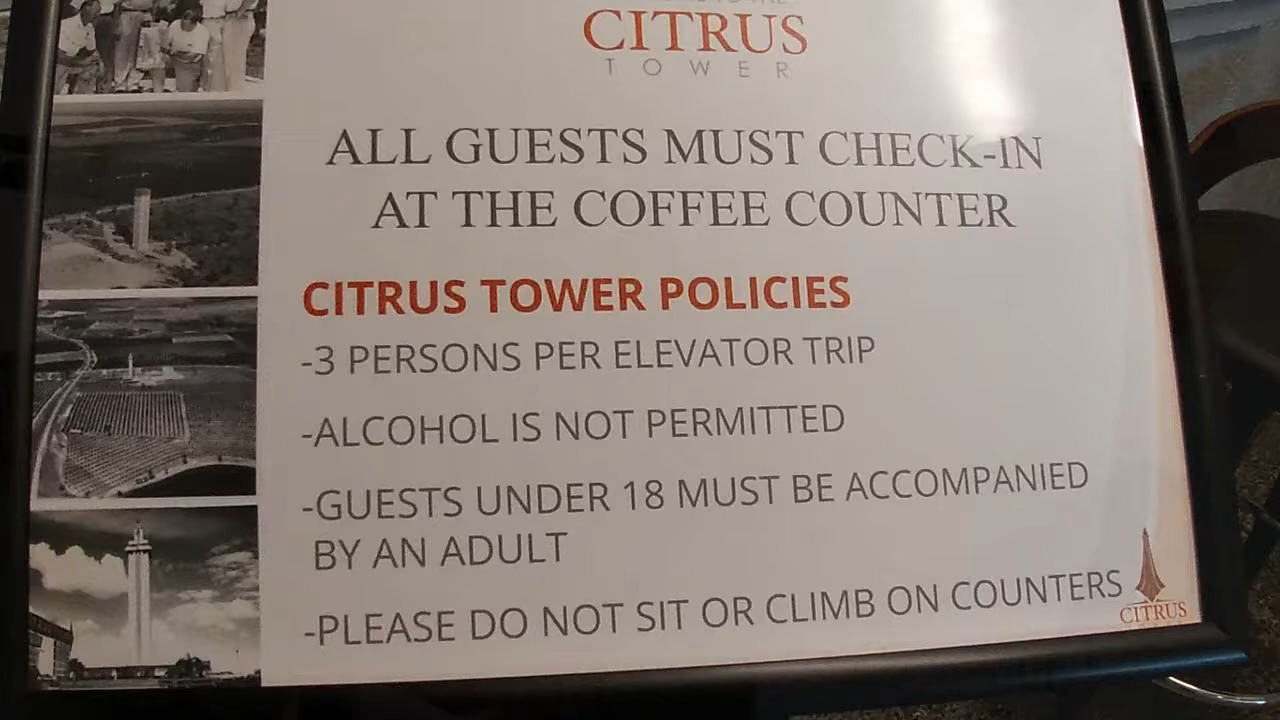 CITRUS
TOWER
ALL GUESTS MUST CHECK-IN
AT THE COFFEE COUNTER
CITRUS TOWER POLICIES
-3 PERSONS PER ELEVATOR TRIP
-ALCOHOL IS NOT PERMITTED
-GUESTS UNDER 18 MUST BE ACCOMPANIED
BY AN ADULT
-PLEASE DO NOT SIT OR CLIMB ON COUNTERS
CITRUS